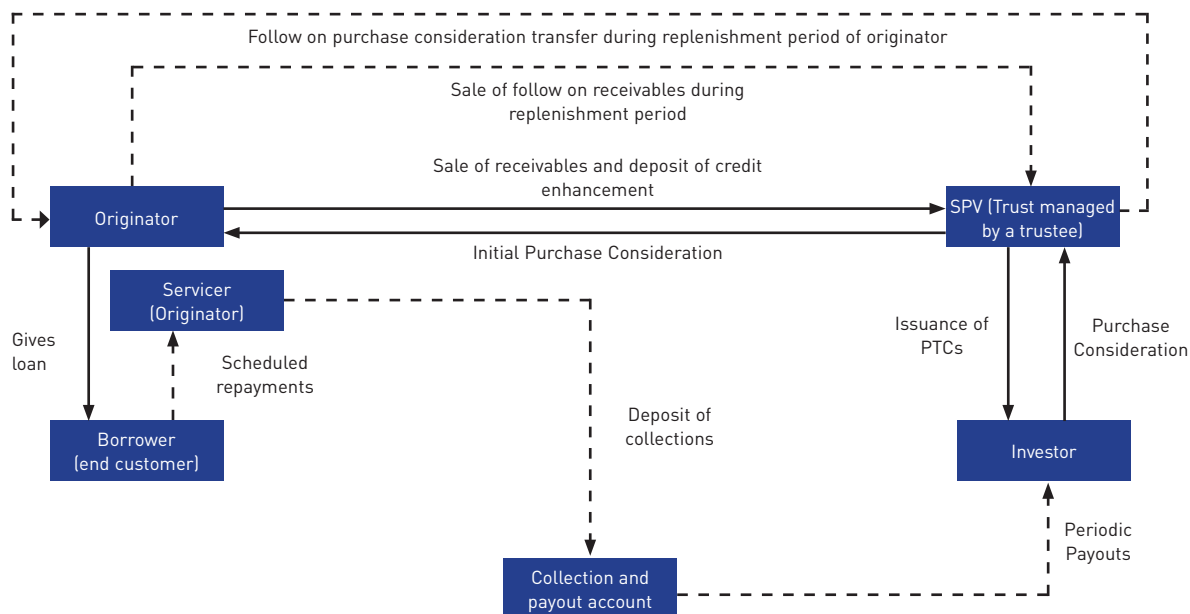 Follow on purchase consideration transfer during replenishment period of originator
Sale of follow on receivables during
replenishment period
Sale of receivables and deposit of credit
enhancement
Originator
SPV (Trust managed
by a trustee)
Initial Purchase Consideration
Servicer
(Originator)
Gives
loan
Scheduled
repayments
Issuance of
PTCs
Purchase
Consideration
Borrower
(end customer)
Deposit of
collections
Investor
Periodic
Payouts
Collection and
payout account